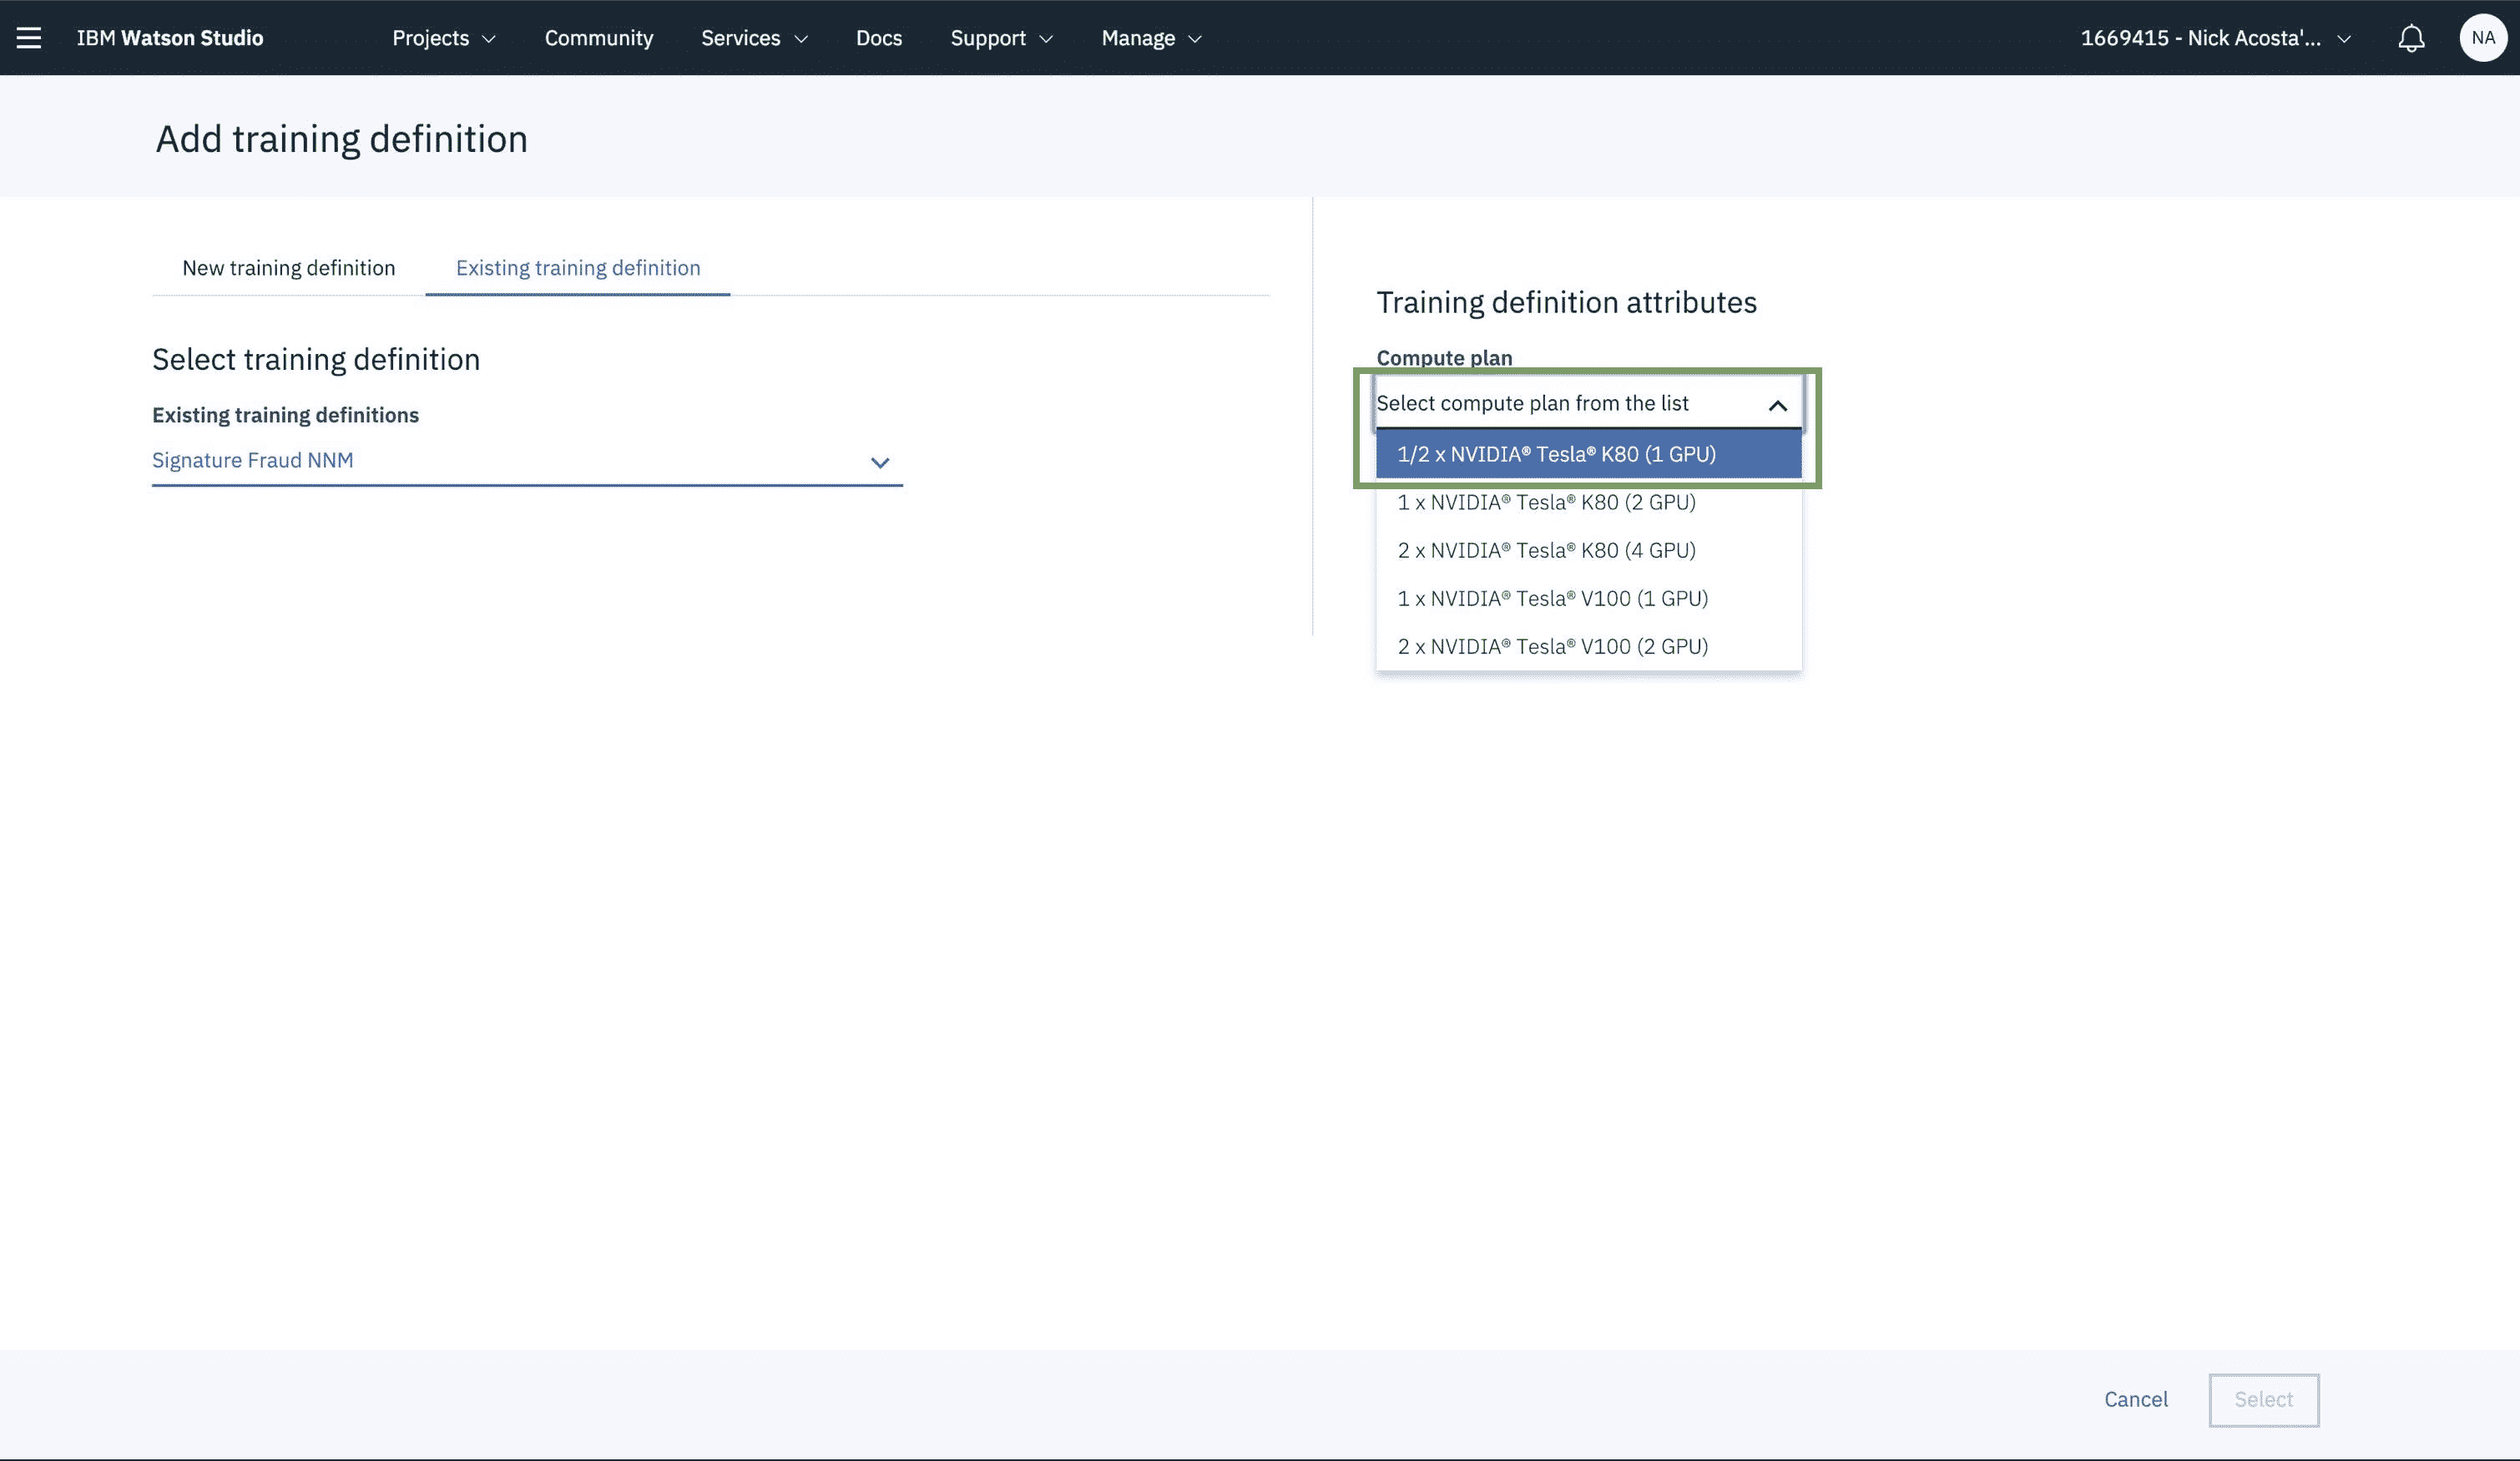 IBM Watson Studio Projects Community Services Docs Support Manage 1669415 - Nick Acosta'... NA
Add training definition
New training definition Existing training definition
Select training definition
Existing training definitions
Signature Fraud NNM
Training definition attributes
Compute plan
Select compute plan from the list
1/2 x NVIDIA® Tesla® K80 (1 GPU)
1 x NVIDIA® Tesla® K80 (2 GPU)
2 x NVIDIA® Tesla® K80 (4 GPU)
1 x NVIDIA® Tesla® V100 (1 GPU)
2 x NVIDIA® Tesla® V100 (2 GPU)
Cancel Select